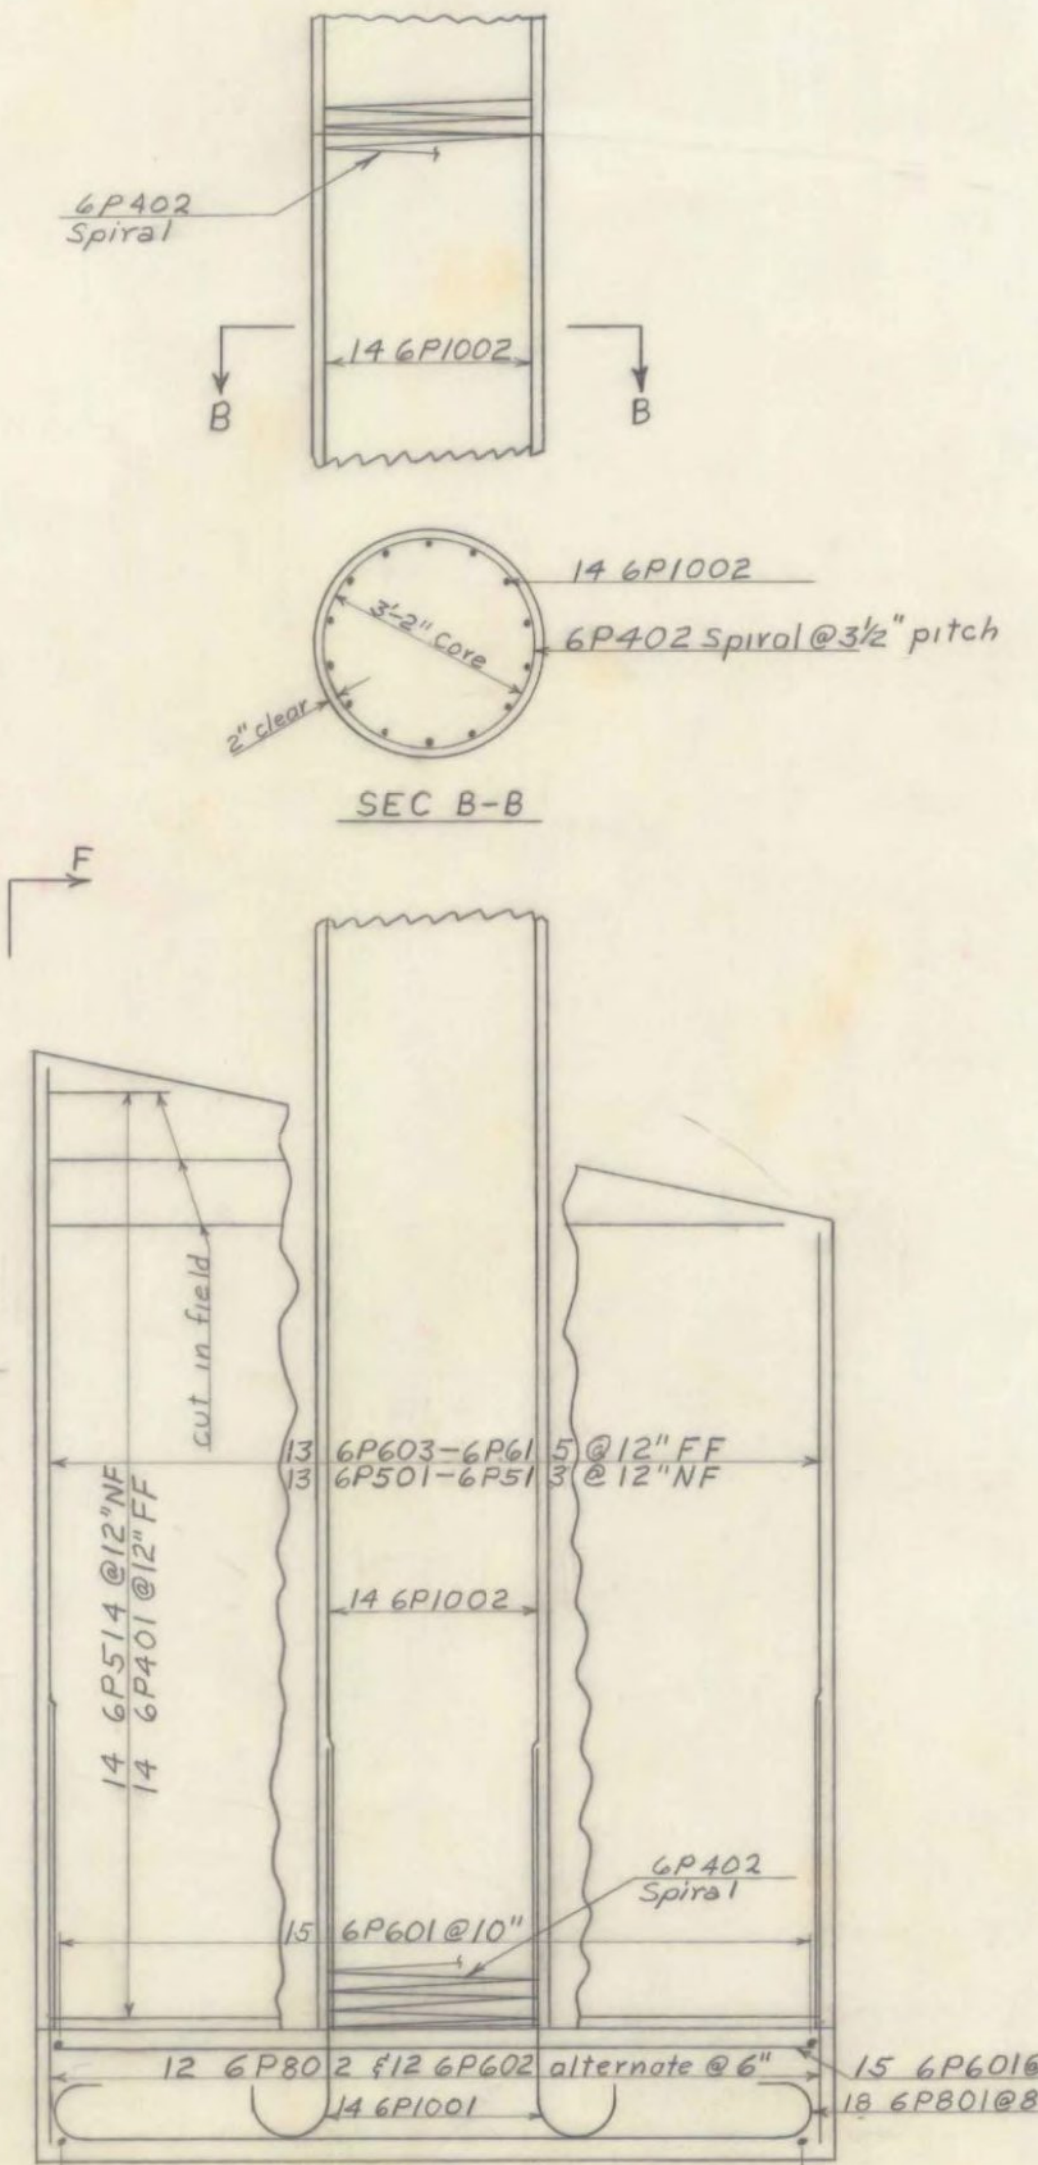 6P402
Spiral
14 6P1002
B
B
14 6P1002
3'-2" core
6P402 Spiral @ 3½" pitch
2" clear
SEC B-B
F
cut in field
13 6P603-6P615 @ 12" FF
13 6P501-6P513 @ 12" NF
14 6P514 @ 12" NF
14 6P401 @ 12" FF
14 6P1002
6P402
Spiral
15 6P601 @ 10"
12 6P802 & 12 6P602 alternate @ 6"
15 6P601@
14 6P1001
18 6P801@8